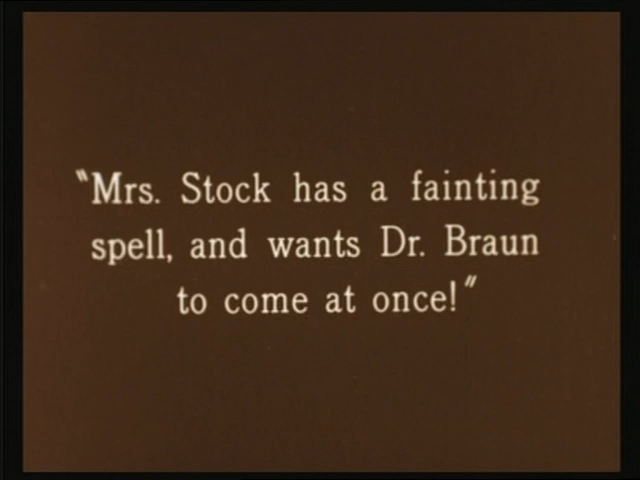 "Mrs. Stock has a fainting
spell, and wants Dr. Braun
to come at once!"